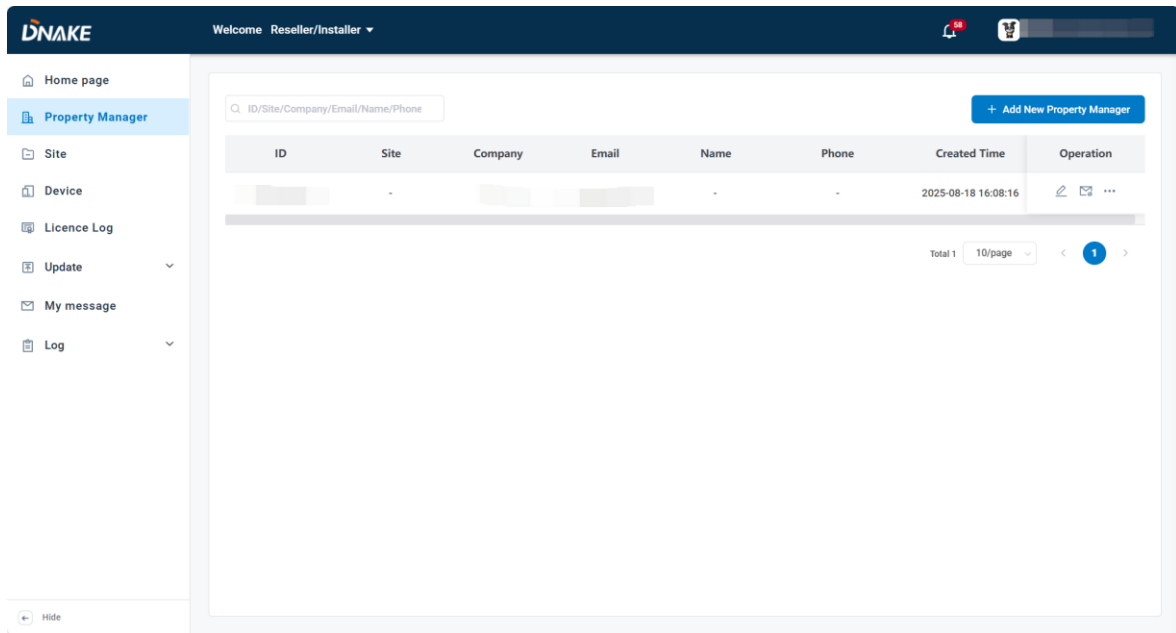 DNAKE
Welcome Reseller/Installer
58
Home page
Property Manager
Site
Device
Licence Log
Update
My message
Log
Hide
ID/Site/Company/Email/Name/Phone
+ Add New Property Manager
ID Site Company Email Name Phone Created Time Operation
- - - 2025-08-18 16:08:16 ...
Total 1 10/page < 1 >